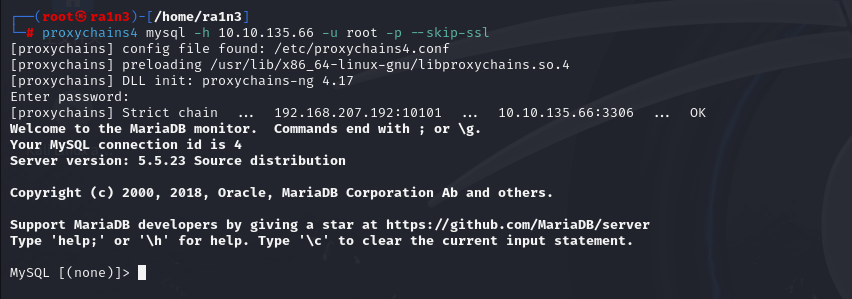 ┌──(root㉿ra1n3)-[/home/ra1n3]
└─# proxychains4 mysql -h 10.10.135.66 -u root -p --skip-ssl
[proxychains] config file found: /etc/proxychains4.conf
[proxychains] preloading /usr/lib/x86_64-linux-gnu/libproxychains.so.4
[proxychains] DLL init: proxychains-ng 4.17
Enter password:
[proxychains] Strict chain  ...  192.168.207.192:10101  ...  10.10.135.66:3306  ...  OK
Welcome to the MariaDB monitor.  Commands end with ; or \g.
Your MySQL connection id is 4
Server version: 5.5.23 Source distribution
Copyright (c) 2000, 2018, Oracle, MariaDB Corporation Ab and others.
Support MariaDB developers by giving a star at https://github.com/MariaDB/server
Type 'help;' or '\h' for help. Type '\c' to clear the current input statement.
MySQL [(none)]>